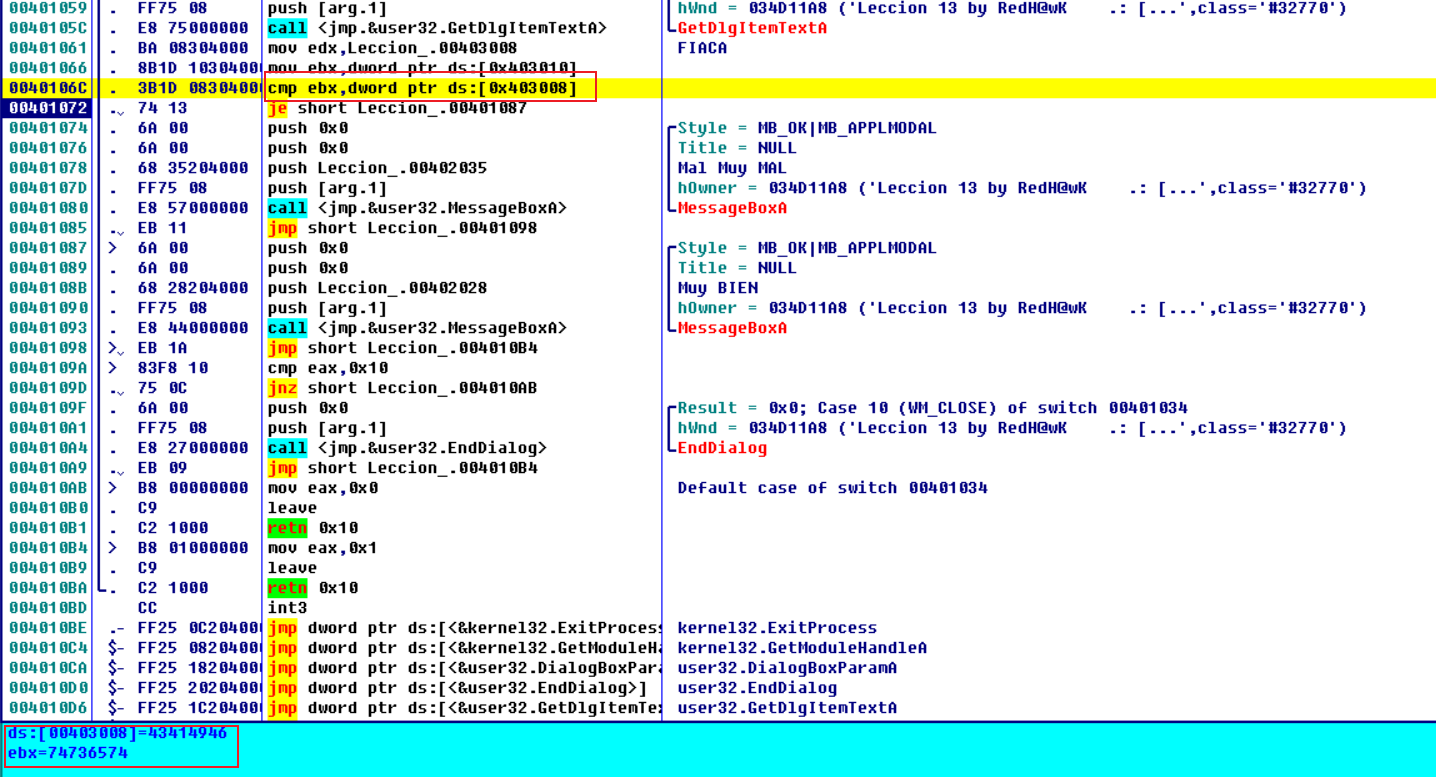 00401059 . FF75 08 push [arg.1] hWnd = 034D11A8 ('Leccion 13 by RedH@wK .: [...',class='#32770')
0040105C . E8 75000000 call <jmp.&user32.GetDlgItemTextA> GetDlgItemTextA
00401061 . BA 08304000 mov edx,Leccion_.00403008 FIACA
00401066 . 8B1D 10304000 mov ebx,dword ptr ds:[0x403010]
0040106C . 3B1D 08304000 cmp ebx,dword ptr ds:[0x403008]
00401072 .v 74 13 je short Leccion_.00401087
00401074 . 6A 00 push 0x0 Style = MB_OK|MB_APPLMODAL
00401076 . 6A 00 push 0x0 Title = NULL
00401078 . 68 35204000 push Leccion_.00402035 Mal Muy MAL
0040107D . FF75 08 push [arg.1] hOwner = 034D11A8 ('Leccion 13 by RedH@wK .: [...',class='#32770')
00401080 . E8 57000000 call <jmp.&user32.MessageBoxA> MessageBoxA
00401085 .v EB 11 jmp short Leccion_.00401098
00401087 > 6A 00 push 0x0 Style = MB_OK|MB_APPLMODAL
00401089 . 6A 00 push 0x0 Title = NULL
0040108B . 68 28204000 push Leccion_.00402028 Muy BIEN
00401090 . FF75 08 push [arg.1] hOwner = 034D11A8 ('Leccion 13 by RedH@wK .: [...',class='#32770')
00401093 . E8 44000000 call <jmp.&user32.MessageBoxA> MessageBoxA
00401098 >v EB 1A jmp short Leccion_.004010B4
0040109A > 83F8 10 cmp eax,0x10
0040109D .v 75 0C jnz short Leccion_.004010AB
0040109F . 6A 00 push 0x0 Result = 0x0; Case 10 (WM_CLOSE) of switch 00401034
004010A1 . FF75 08 push [arg.1] hWnd = 034D11A8 ('Leccion 13 by RedH@wK .: [...',class='#32770')
004010A4 . E8 27000000 call <jmp.&user32.EndDialog> EndDialog
004010A9 .v EB 09 jmp short Leccion_.004010B4
004010AB > B8 00000000 mov eax,0x0 Default case of switch 00401034
004010B0 . C9 leave
004010B1 . C2 1000 retn 0x10
004010B4 > B8 01000000 mov eax,0x1
004010B9 . C9 leave
004010BA . C2 1000 retn 0x10
004010BD CC int3
004010BE .- FF25 0C20400 jmp dword ptr ds:[<&kernel32.ExitProces kernel32.ExitProcess
004010C4 $- FF25 0820400 jmp dword ptr ds:[<&kernel32.GetModuleH kernel32.GetModuleHandleA
004010CA $- FF25 1820400 jmp dword ptr ds:[<&user32.DialogBoxPar user32.DialogBoxParamA
004010D0 $- FF25 2020400 jmp dword ptr ds:[<&user32.EndDialog>] user32.EndDialog
004010D6 $- FF25 1C20400 jmp dword ptr ds:[<&user32.GetDlgItemTe user32.GetDlgItemTextA
ds:[00403008]=43414946
ebx=74736574